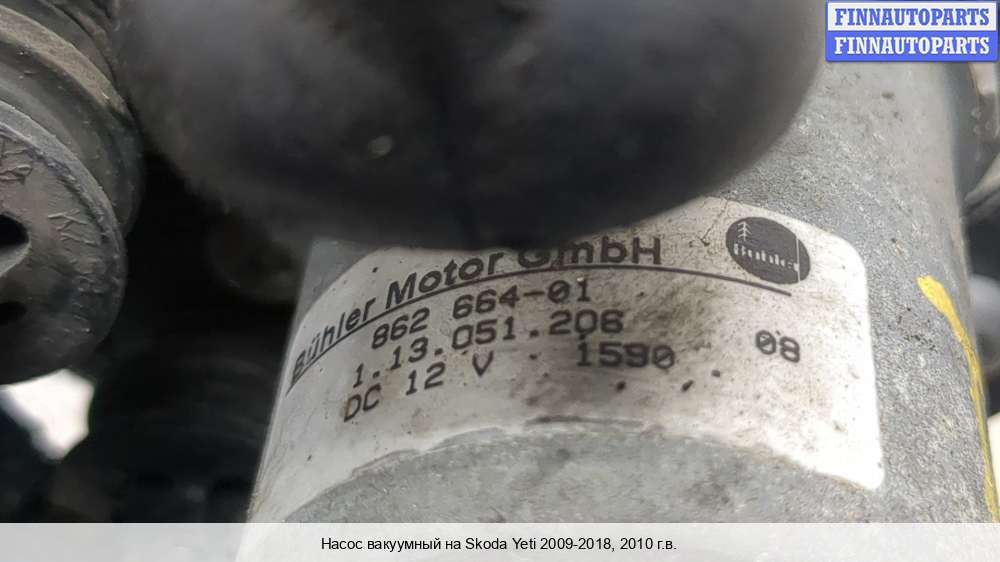 FINNAUTOPARTS
FINNAUTOPARTS
Bühler Motor GmbH
Bühler
862 664-01
1.13.051.206
DC 12 V 1590 08
Насос вакуумный на Skoda Yeti 2009-2018, 2010 г.в.